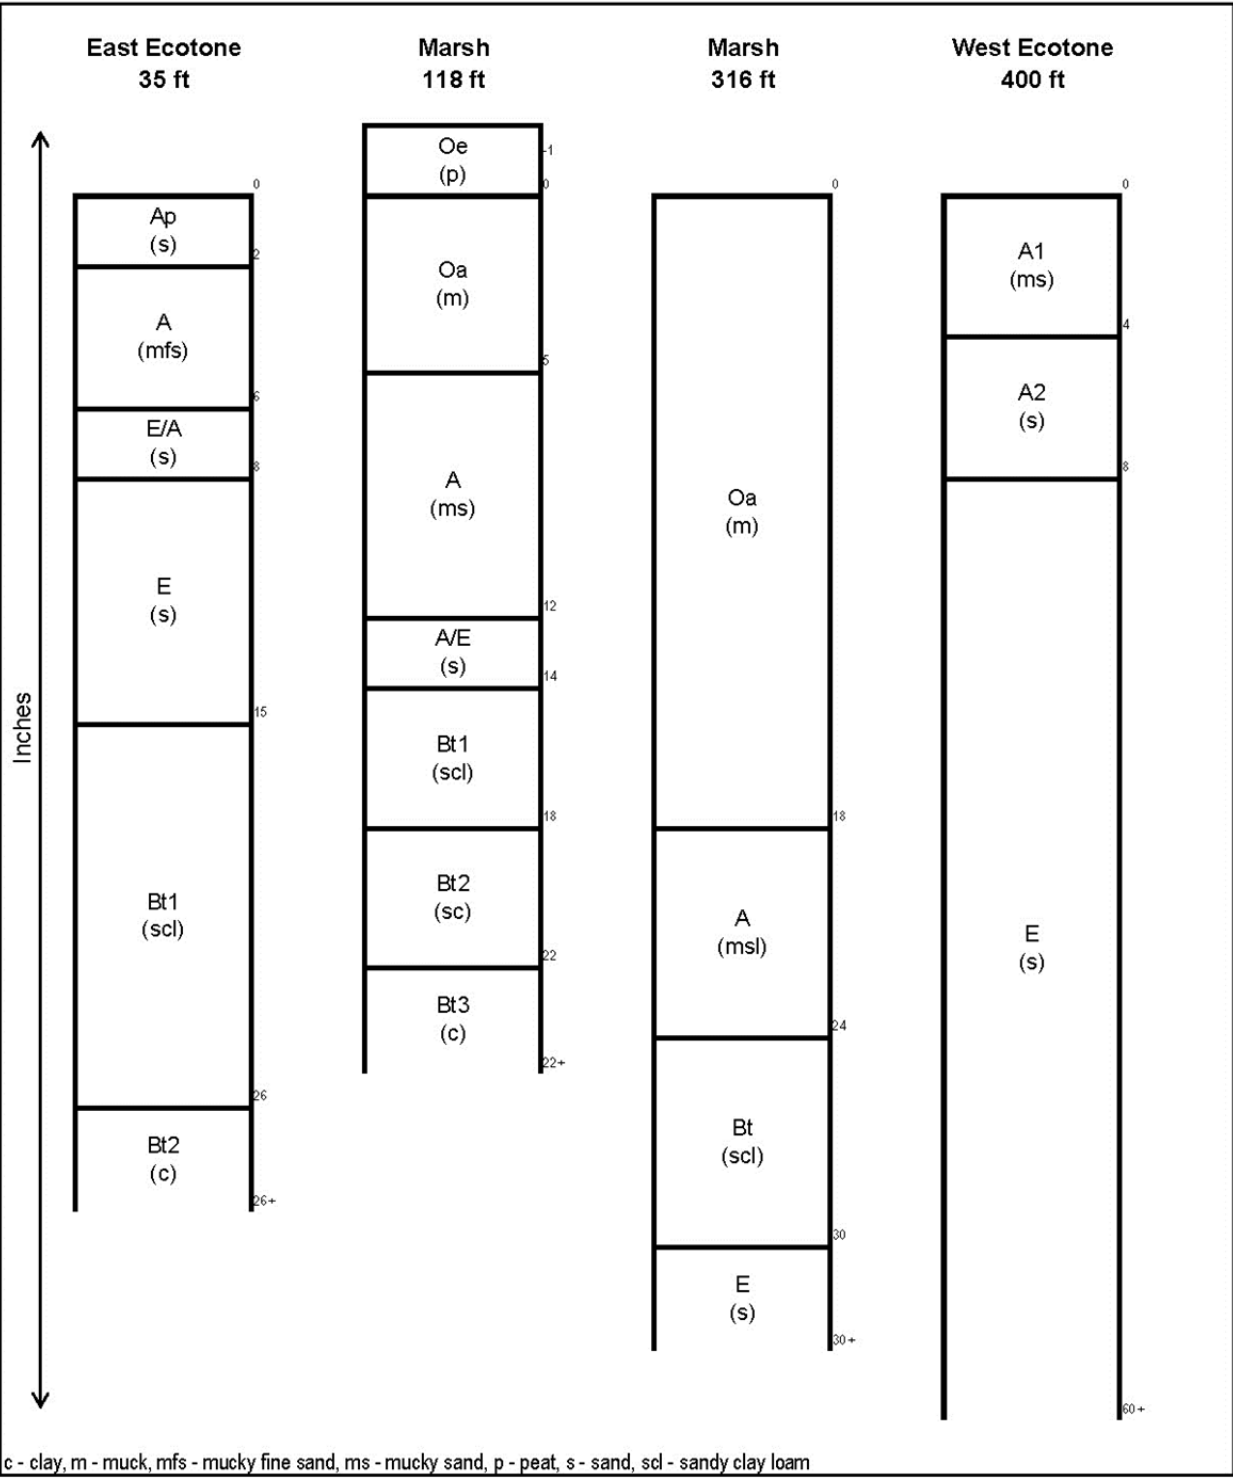 East Ecotone
35 ft
Marsh
118 ft
Marsh
316 ft
West Ecotone
400 ft
Inches
0
Ap
(s)
2
A
(mfs)
6
E/A
(s)
8
E
(s)
15
Bt1
(scl)
26
Bt2
(c)
26+
Oe
(p)
-1
0
Oa
(m)
5
A
(ms)
12
A/E
(s)
14
Bt1
(scl)
18
Bt2
(sc)
22
Bt3
(c)
22+
0
Oa
(m)
18
A
(msl)
24
Bt
(scl)
30
E
(s)
30+
0
A1
(ms)
4
A2
(s)
8
E
(s)
60+
c - clay, m - muck, mfs - mucky fine sand, ms - mucky sand, p - peat, s - sand, scl - sandy clay loam